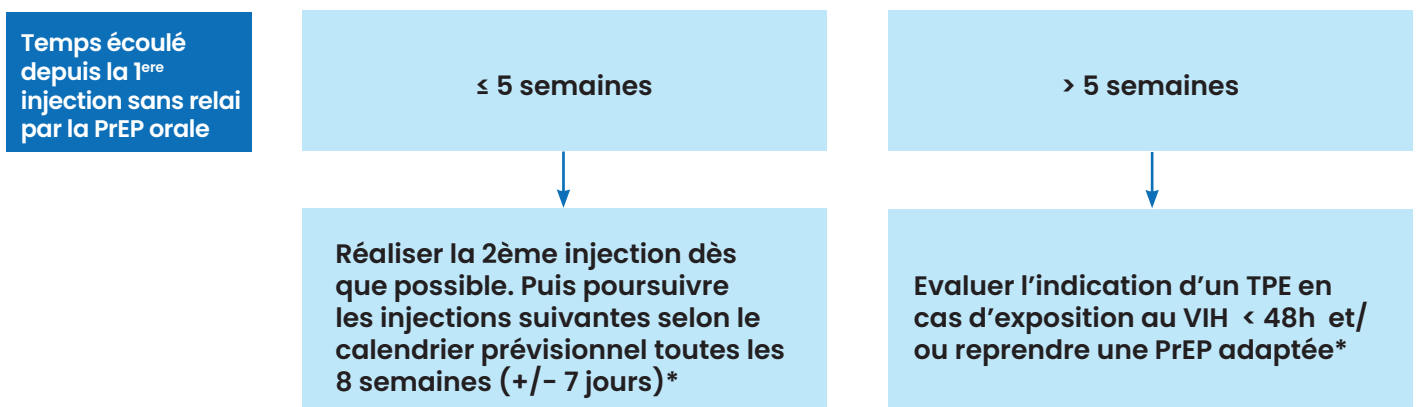 Temps écoulé
depuis la 1ere
injection sans relai
par la PrEP orale
≤ 5 semaines
> 5 semaines
Réaliser la 2ème injection dès
que possible. Puis poursuivre
les injections suivantes selon le
calendrier prévisionnel toutes les
8 semaines (+/- 7 jours)*
Evaluer l’indication d’un TPE en
cas d’exposition au VIH < 48h et/
ou reprendre une PrEP adaptée*